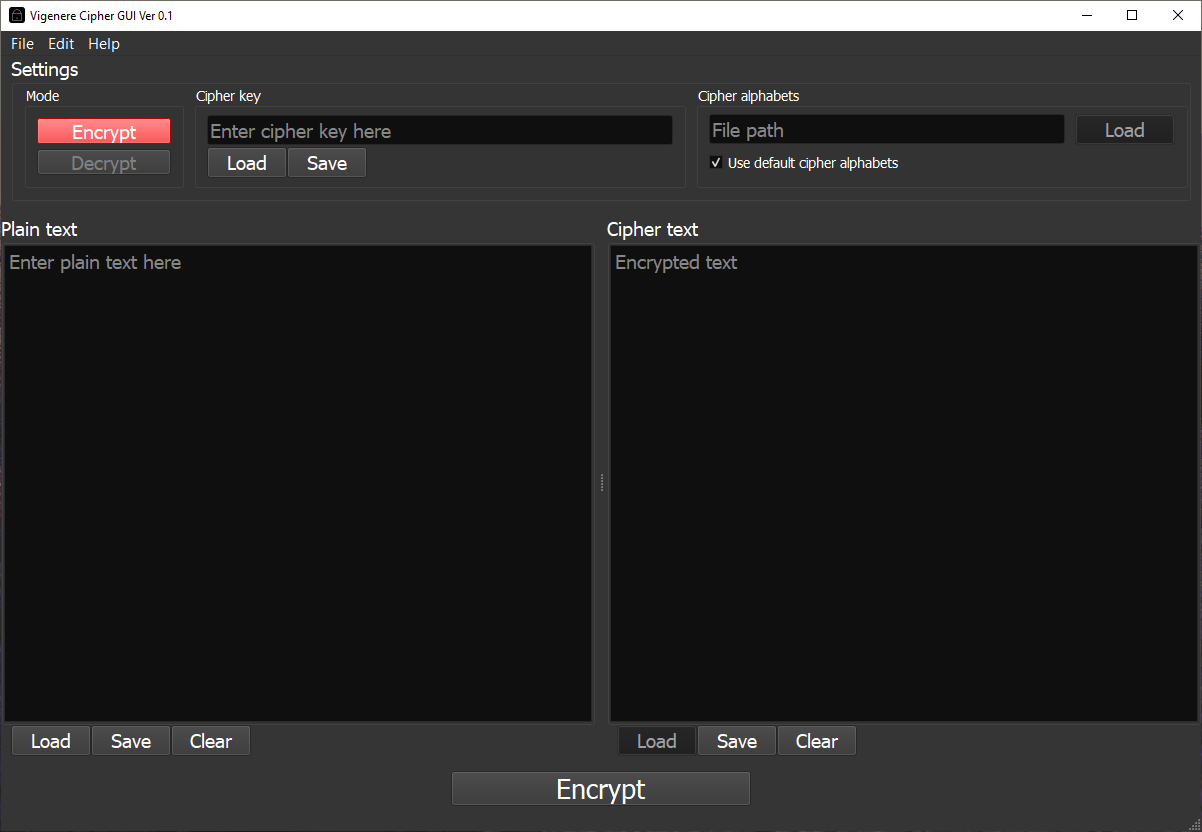 Vigenere Cipher GUI Ver 0.1
File Edit Help
Settings
Mode
Encrypt
Decrypt
Cipher key
Enter cipher key here
Load Save
Cipher alphabets
File path
Load
Use default cipher alphabets
Plain text
Enter plain text here
Load Save Clear
Cipher text
Encrypted text
Load Save Clear
Encrypt